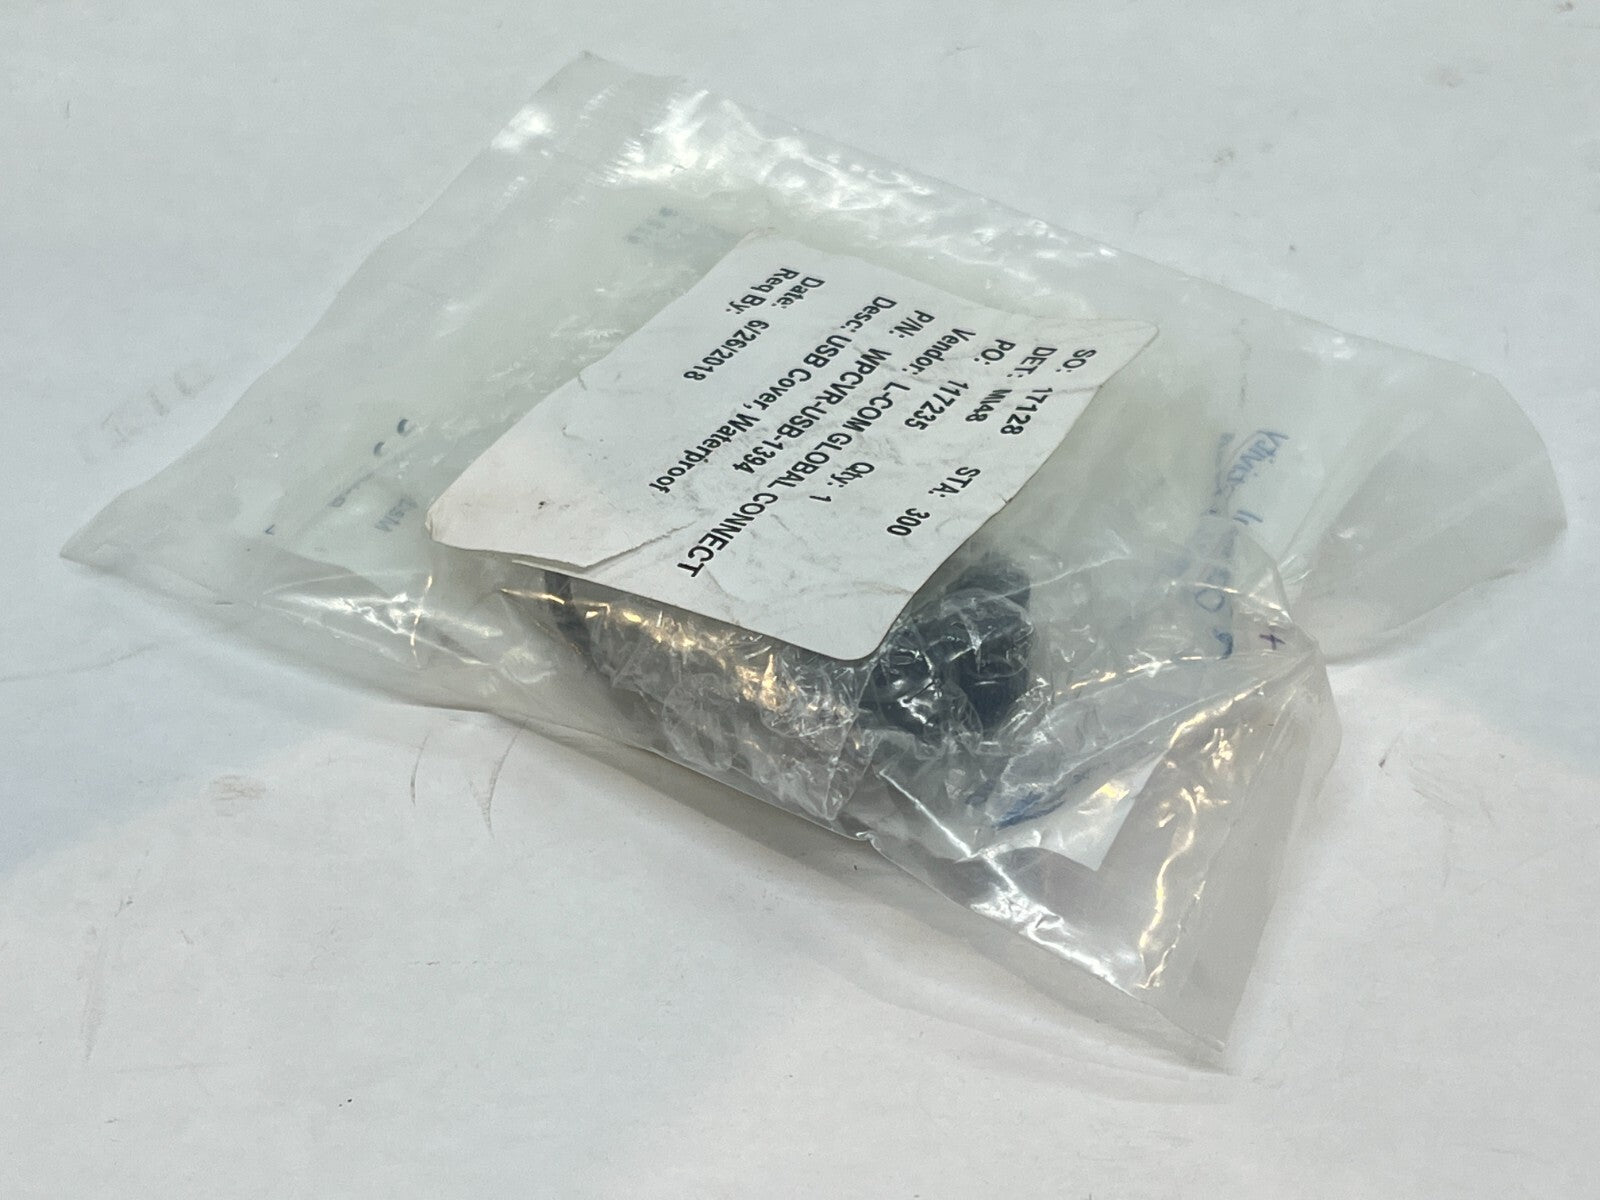 SO: 17128 STA: 300
DET: MIA8
PO: 117235 Qty: 1
Vendor: L-COM GLOBAL CONNECT
P/N: WPCVR-USB-1394
Desc: USB Cover, Waterproof
Date: 6/26/2018
Req By: